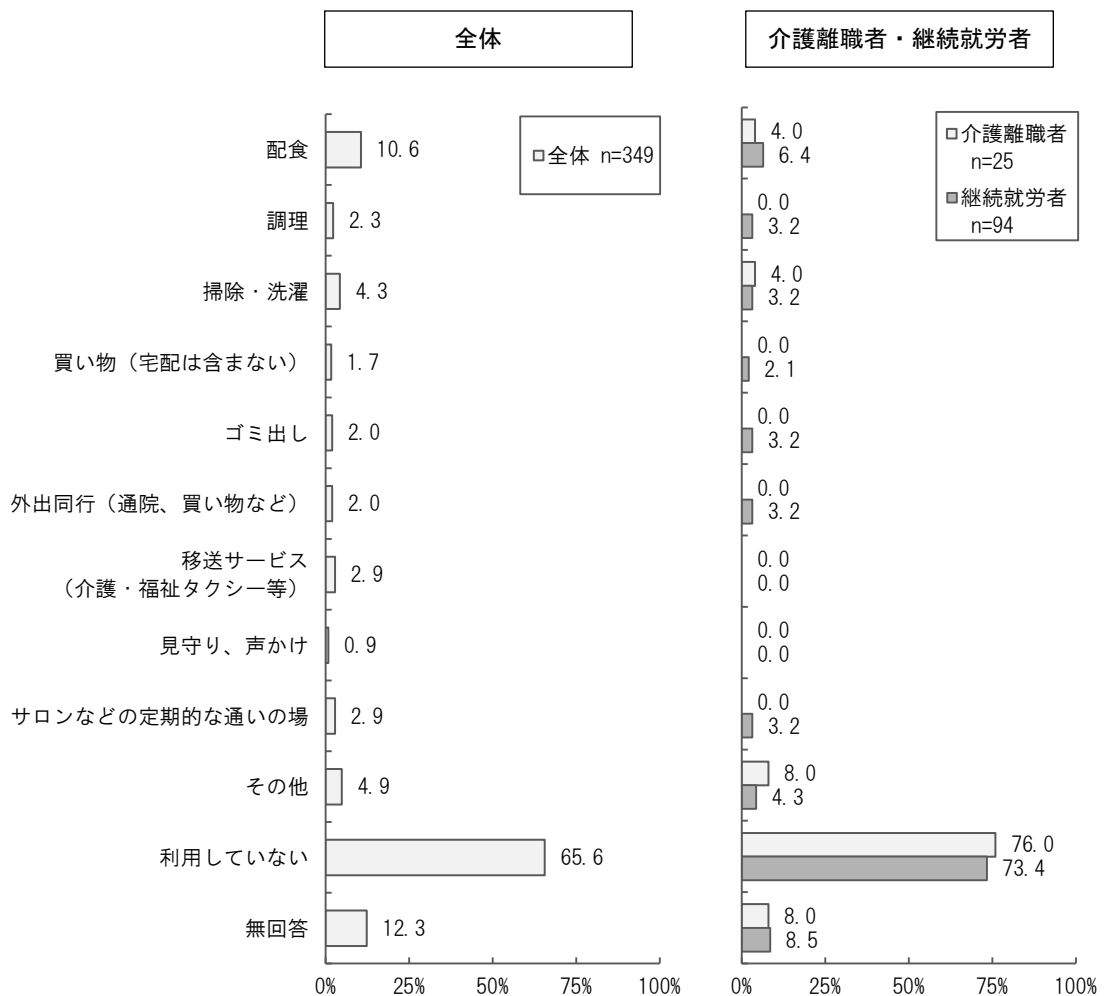 全体
介護離職者・継続就労者
全体 n=349
介護離職者
n=25
継続就労者
n=94
配食
10.6
4.0
6.4
調理
2.3
0.0
3.2
掃除・洗濯
4.3
4.0
3.2
買い物（宅配は含まない）
1.7
0.0
2.1
ゴミ出し
2.0
0.0
3.2
外出同行（通院、買い物など）
2.0
0.0
3.2
移送サービス
（介護・福祉タクシー等）
2.9
0.0
0.0
見守り、声かけ
0.9
0.0
0.0
サロンなどの定期的な通いの場
2.9
0.0
3.2
その他
4.9
8.0
4.3
利用していない
65.6
76.0
73.4
無回答
12.3
8.0
8.5
0% 25% 50% 75% 100%
0% 25% 50% 75% 100%